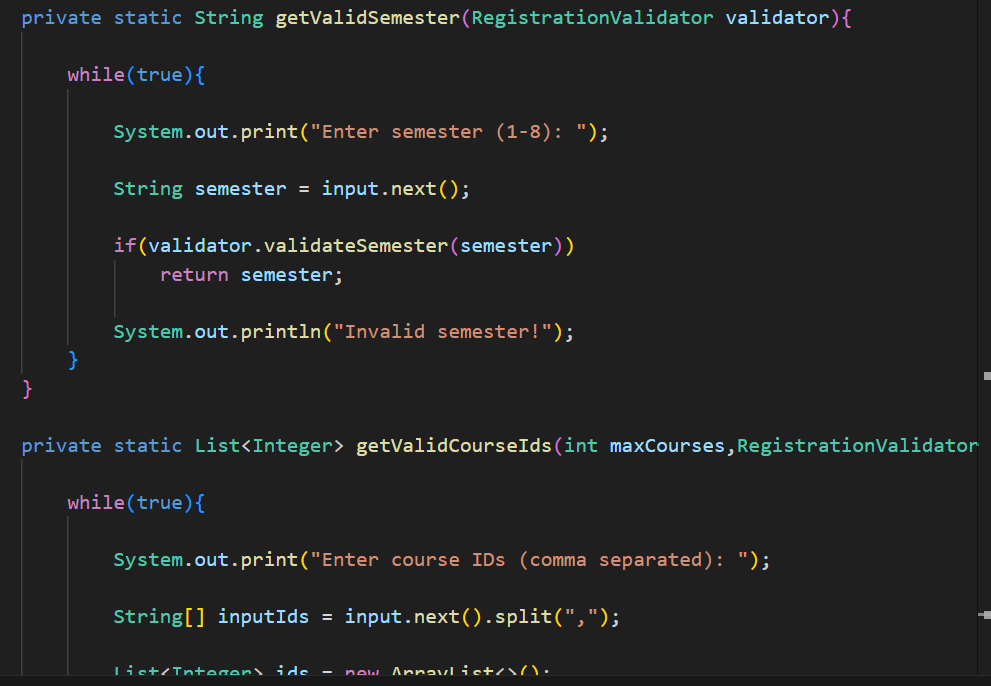 private static String getValidSemester(RegistrationValidator validator){
while(true){
System.out.print("Enter semester (1-8): ");
String semester = input.next();
if(validator.validateSemester(semester))
return semester;
System.out.println("Invalid semester!");
}
}
private static List<Integer> getValidCourseIds(int maxCourses,RegistrationValidator
while(true){
System.out.print("Enter course IDs (comma separated): ");
String[] inputIds = input.next().split(",");
List<Integer> ids = new ArrayList<>();